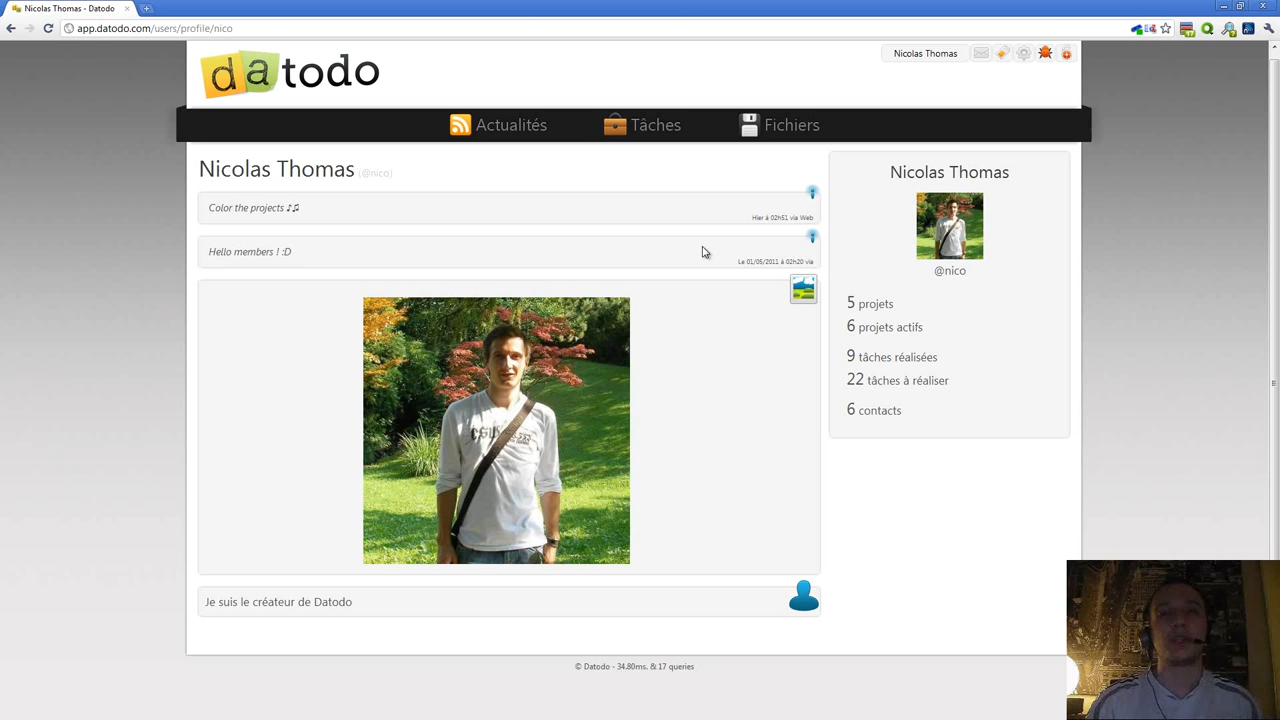 Nicolas Thomas - Datodo
app.datodo.com/users/profile/nico
datodo
Nicolas Thomas
Actualités
Tâches
Fichiers
Nicolas Thomas (@nico)
Color the projects ♪♫
Hier à 02h51 via Web
Hello members ! :D
Le 01/05/2011 à 02h20 via
Je suis le créateur de Datodo
Nicolas Thomas
@nico
5 projets
6 projets actifs
9 tâches réalisées
22 tâches à réaliser
6 contacts
© Datodo - 34.80ms. & 17 queries